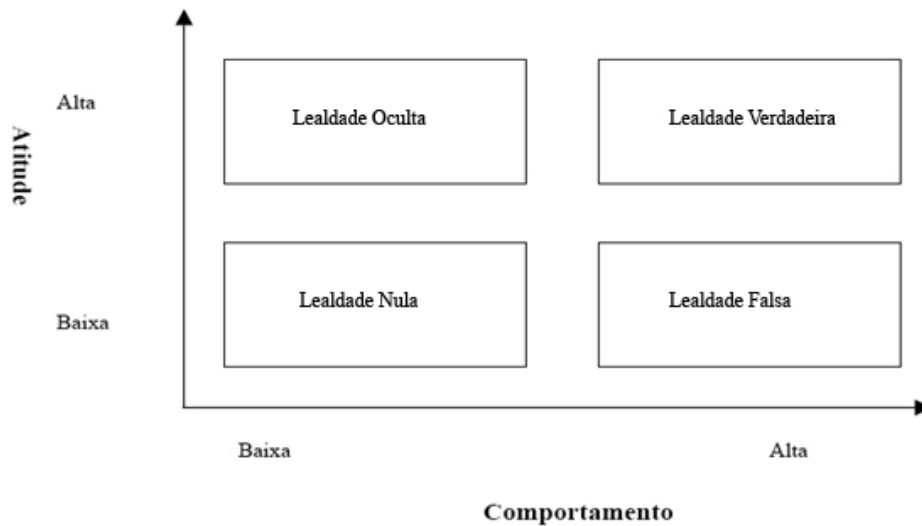 Alta
Lealdade Oculta
Lealdade Verdadeira
Atitude
Baixa
Lealdade Nula
Lealdade Falsa
Baixa
Alta
Comportamento